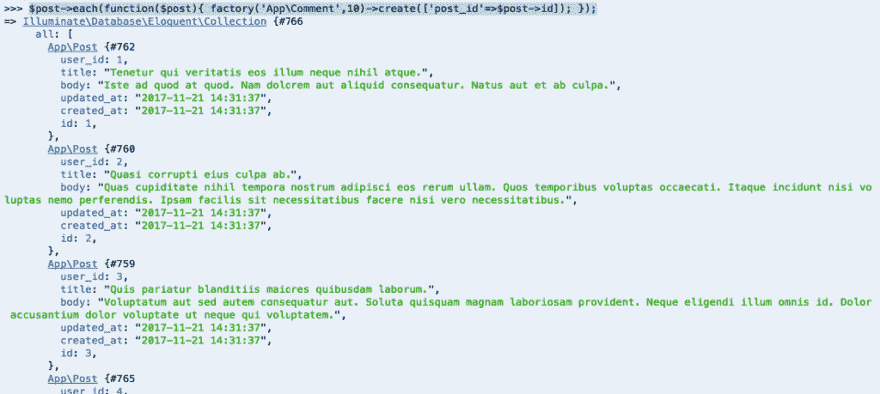 >>> $post->each(function($post){ factory('App\Comment',10)->create(['post_id'=>$post->id]); });
=> Illuminate\Database\Eloquent\Collection {#766
all: [
App\Post {#762
user_id: 1,
title: "Tenetur qui veritatis eos illum neque nihil atque.",
body: "Iste ad quod at quod. Nam dolorem aut aliquid consequatur. Natus aut et ab culpa.",
updated_at: "2017-11-21 14:31:37",
created_at: "2017-11-21 14:31:37",
id: 1,
},
App\Post {#760
user_id: 2,
title: "Quasi corrupti eius culpa ab.",
body: "Quas cupiditate nihil tempora nostrum adipisci eos rerum ullam. Quos temporibus voluptas occaecati. Itaque incidunt nisi vo
luptas nemo perferendis. Ipsam facilis sit necessitatibus facere nisi vero necessitatibus.",
updated_at: "2017-11-21 14:31:37",
created_at: "2017-11-21 14:31:37",
id: 2,
},
App\Post {#759
user_id: 3,
title: "Quis pariatur blanditiis maiores quibusdam laborum.",
body: "Voluptatum aut sed autem consequatur aut. Soluta quisquam magnam laboriosam provident. Neque eligendi illum omnis id. Dolor
accusantium dolor voluptate ut neque qui voluptatem.",
updated_at: "2017-11-21 14:31:37",
created_at: "2017-11-21 14:31:37",
id: 3,
},
App\Post {#765
user_id: 4,